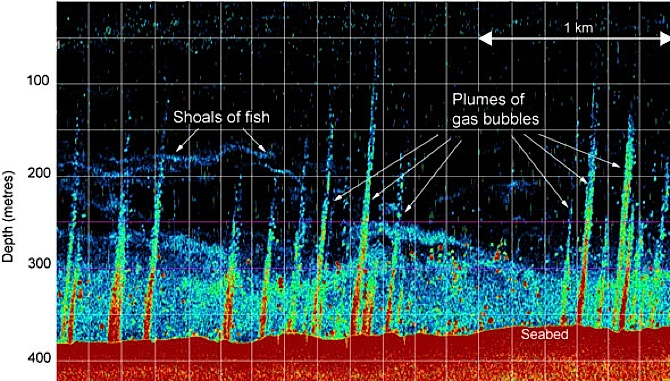 1 km
100
Plumes of
gas bubbles
Shoals of fish
200
Depth (metres)
300
Seabed
400